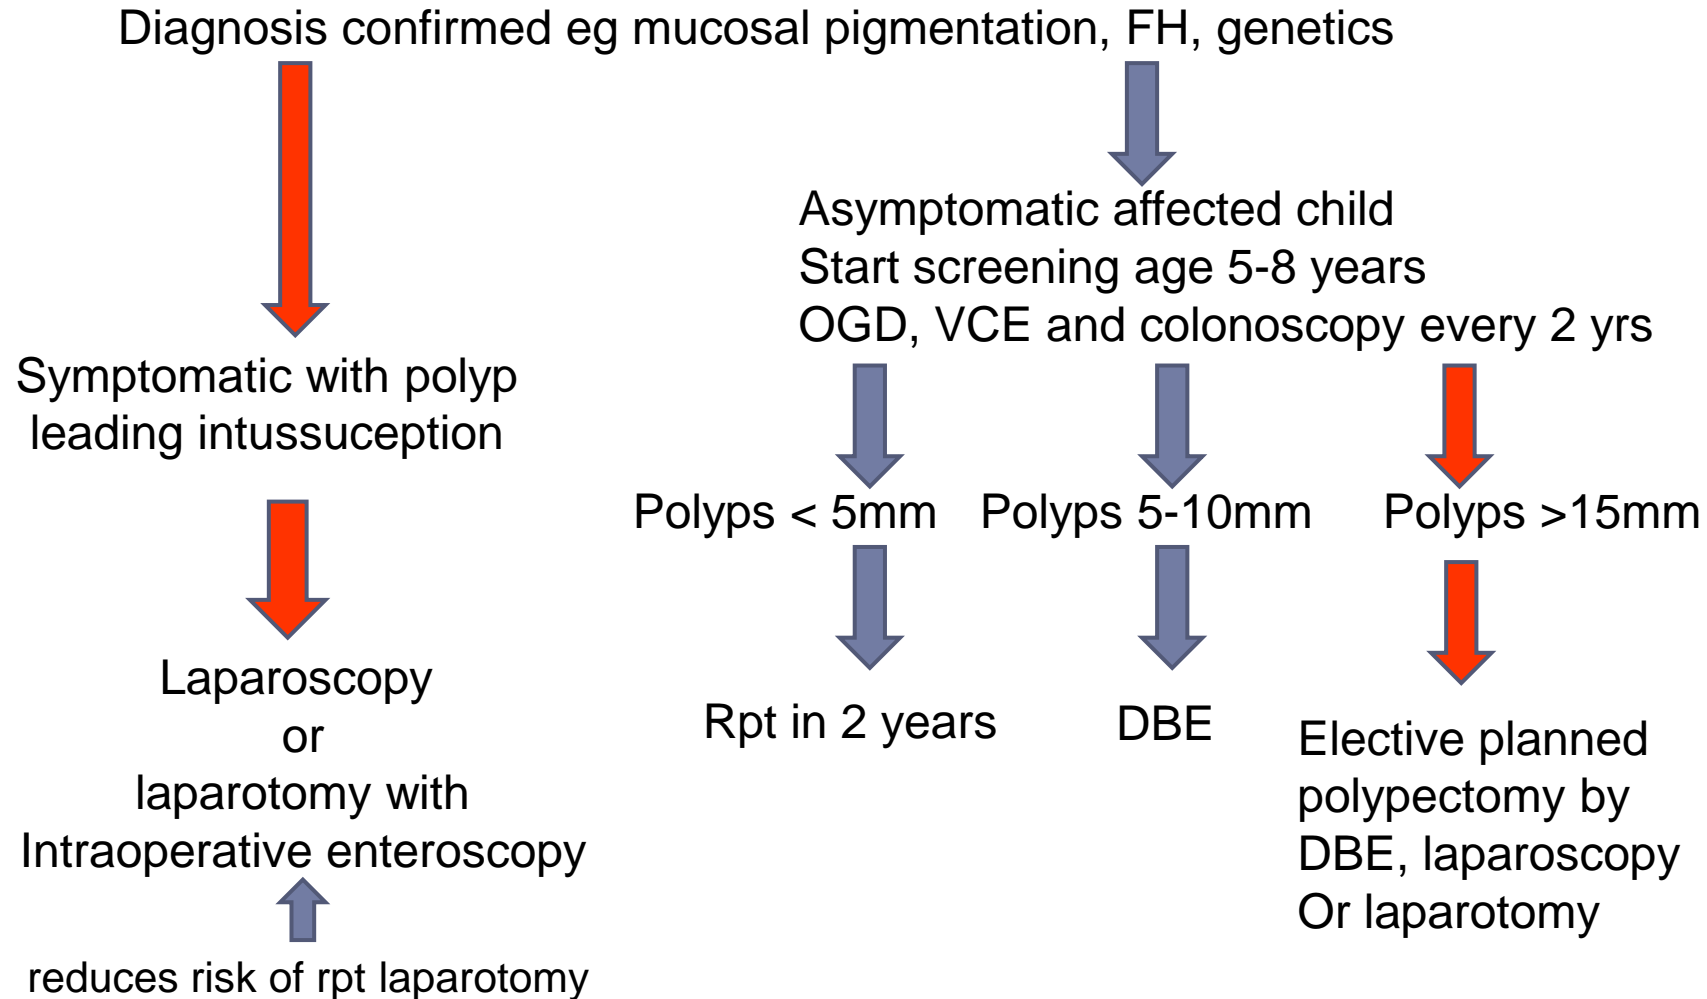 Diagnosis confirmed eg mucosal pigmentation, FH, genetics
Symptomatic with polyp
leading intussuception
Laparoscopy
or
laparotomy with
Intraoperative enteroscopy
reduces risk of rpt laparotomy
Asymptomatic affected child
Start screening age 5-8 years
OGD, VCE and colonoscopy every 2 yrs
Polyps < 5mm
Rpt in 2 years
Polyps 5-10mm
DBE
Polyps >15mm
Elective planned
polypectomy by
DBE, laparoscopy
Or laparotomy